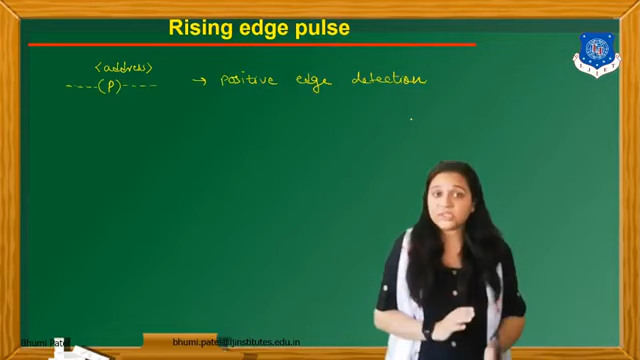 Rising edge pulse
<address>
-----(P)----- → positive edge detection
Bhumi Patel
bhumi.patel@ljinstitutes.edu.in